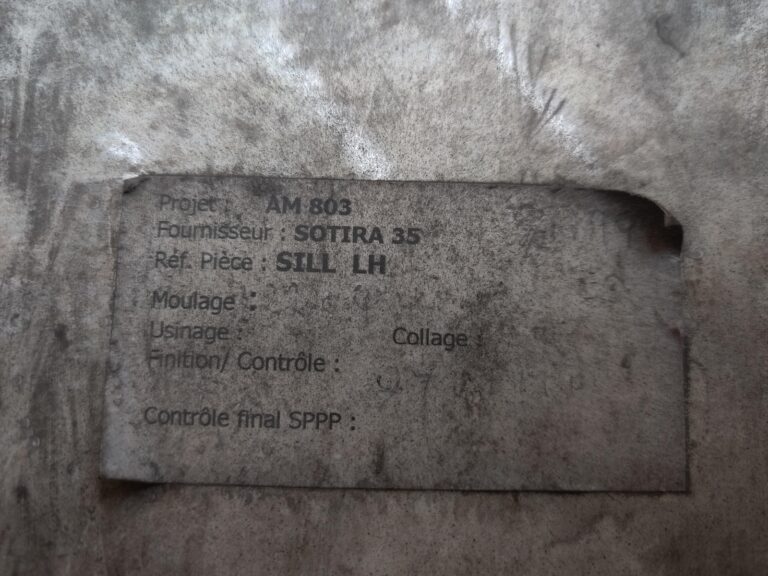 Projet : AM 803
Fournisseur : SOTIRA 35
Réf. Pièce : SILL LH
Moulage :
Usinage : Collage :
Finition/ Contrôle :
Contrôle final SPPP :